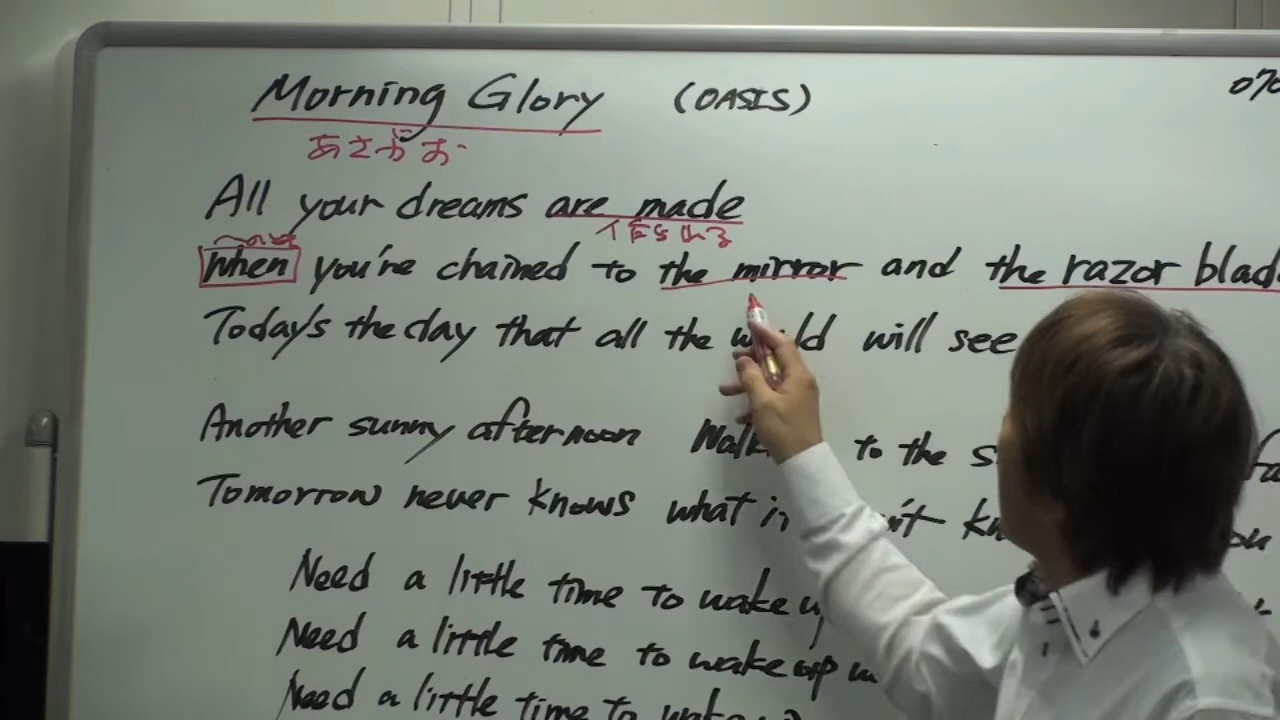 Morning Glory (OASIS) 070
あさがお
All your dreams are made
作られる
when you're chained to the mirror and the razor blad
Today's the day that all the world will see
Another sunny afternoon to the
Tomorrow never knows what
Need a little time to wake
Need a little time to wake up
Need a little time to